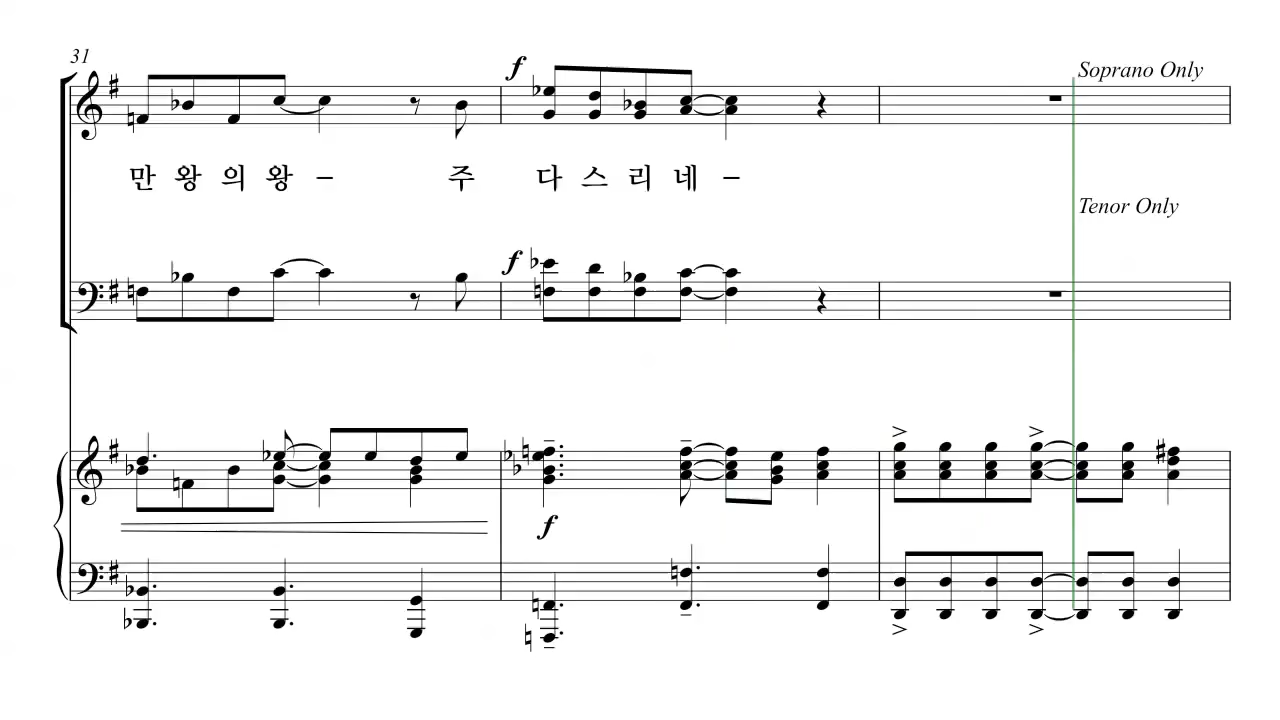 31
f
Soprano Only
만 왕 의 왕 – 주 다 스 리 네 –
Tenor Only
f
f